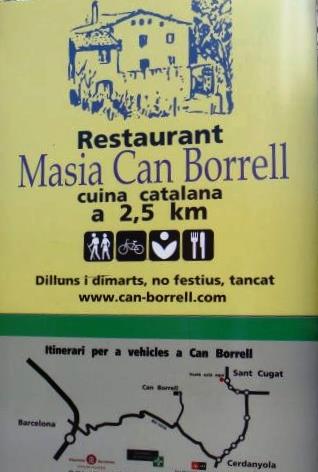 Restaurant
Masia Can Borrell
cuina catalana
a 2,5 km
Dilluns i dimarts, no festius, tancat
www.can-borrell.com
Itinerari per a vehicles a Can Borrell
Sant Cugat
Can Borrell
Barcelona
Cerdanyola